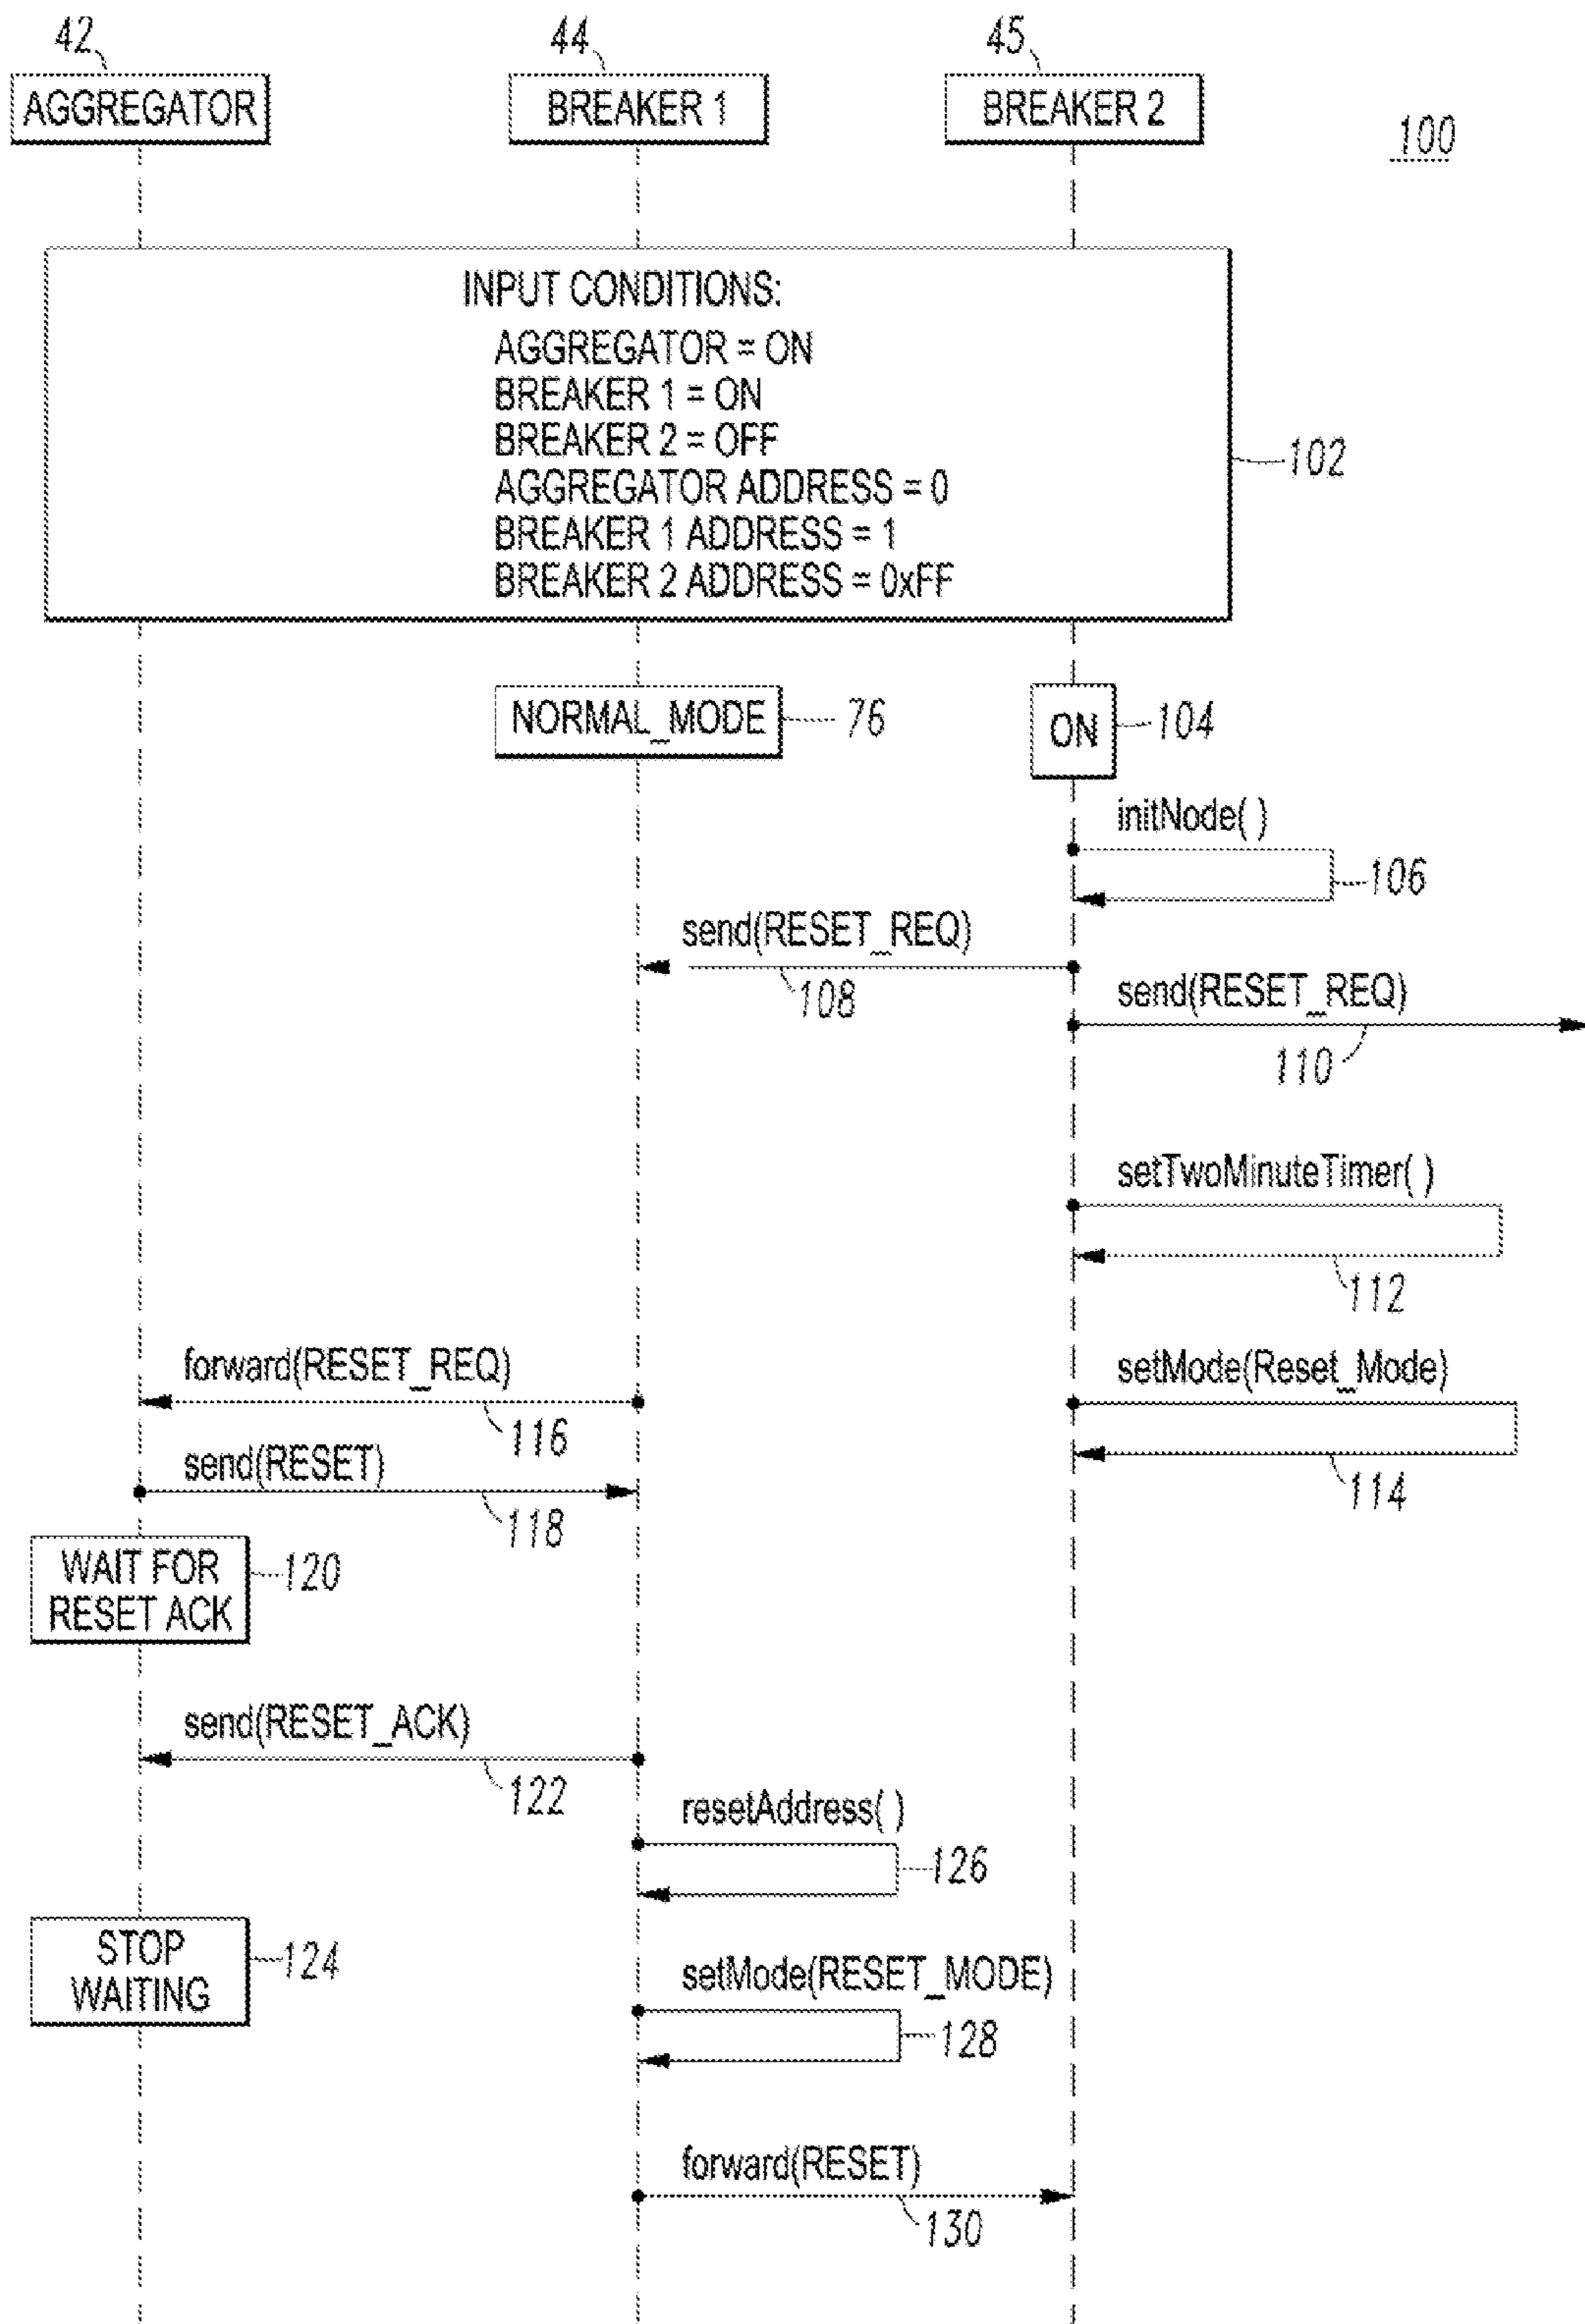 42
44
45
AGGREGATOR
BREAKER 1
BREAKER 2
100
INPUT CONDITIONS:
AGGREGATOR = ON
BREAKER 1 = ON
BREAKER 2 = OFF
AGGREGATOR ADDRESS = 0
BREAKER 1 ADDRESS = 1
BREAKER 2 ADDRESS = 0xFF
102
NORMAL_MODE
76
ON
104
initNode( )
106
send(RESET_REQ)
108
send(RESET_REQ)
110
setTwoMinuteTimer( )
112
forward(RESET_REQ)
116
setMode(Reset_Mode)
114
send(RESET)
118
WAIT FOR
RESET ACK
120
send(RESET_ACK)
122
resetAddress( )
126
STOP
WAITING
124
setMode(RESET_MODE)
128
forward(RESET)
130